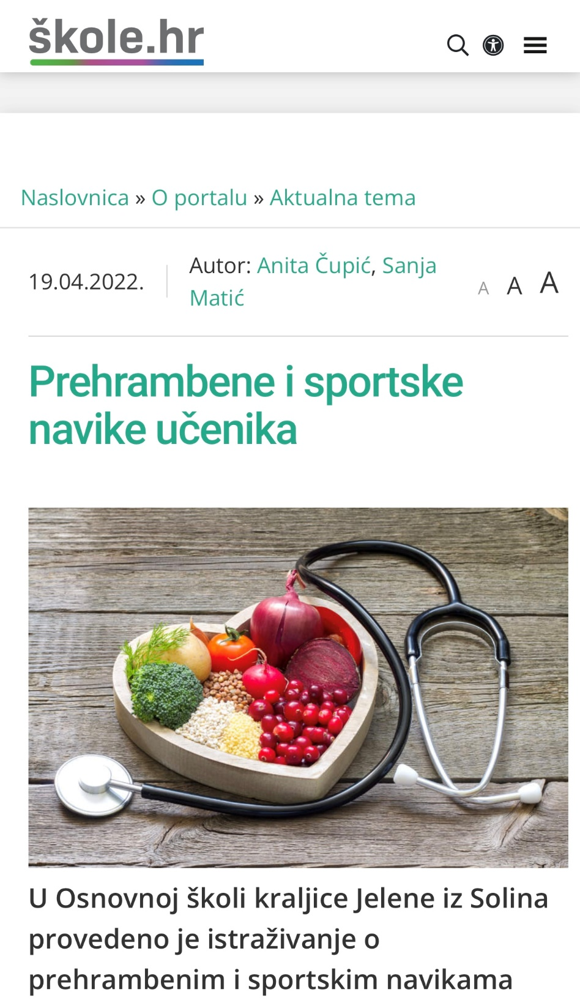 škole.hr
Naslovnica » O portalu » Aktualna tema
19.04.2022.
Autor: Anita Čupić, Sanja
Matić
A A A
Prehrambene i sportske
navike učenika
U Osnovnoj školi kraljice Jelene iz Solina
provedeno je istraživanje o
prehrambenim i sportskim navikama